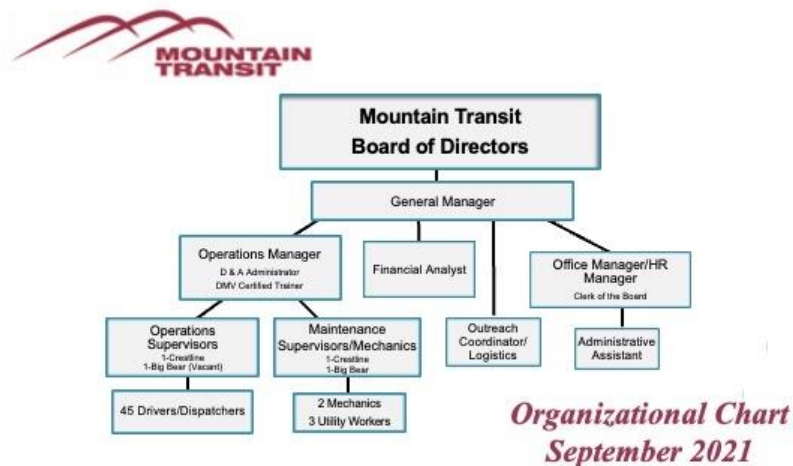 MOUNTAIN
TRANSIT
Mountain Transit
Board of Directors
General Manager
Operations Manager
D & A Administrator
DMV Certified Trainer
Financial Analyst
Office Manager/HR
Manager
Clerk of the Board
Operations
Supervisors
1-Crestline
1-Big Bear (Vacant)
Maintenance
Supervisors/Mechanics
1-Crestline
1-Big Bear
Outreach
Coordinator/
Logistics
Administrative
Assistant
45 Drivers/Dispatchers
2 Mechanics
3 Utility Workers
Organizational Chart
September 2021